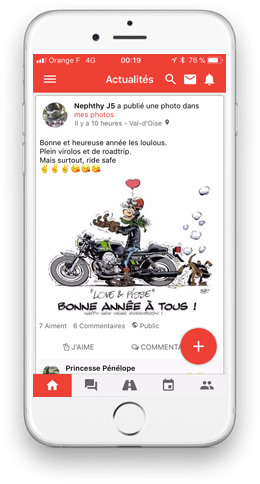 Orange F 4G 00:19 76 %
Actualités
Nephthy J5 a publié une photo dans
mes photos
Il y a 10 heures - Val-d'Oise
Bonne et heureuse année les loulous.
Plein virolos et de roadtrip.
Mais surtout, ride safe
✌✌✌😘😘😘
"LOVE & PISSE"
BONNE ANNÉE À TOUS !
HAPPY NEW YEAR EVERYBODY !
7 Aiment 6 Commentaires Public
J'AIME COMMENTA
+
Princesse Pénélope